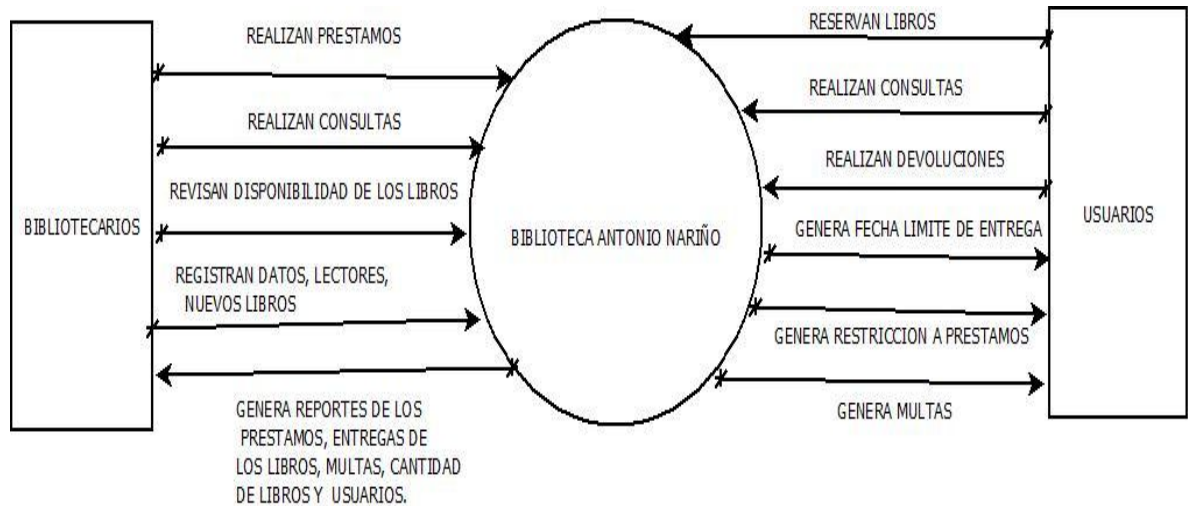 REALIZAN PRESTAMOS
REALIZAN CONSULTAS
REVISAN DISPONIBILIDAD DE LOS LIBROS
BIBLIOTECARIOS
REGISTRAN DATOS, LECTORES,
NUEVOS LIBROS
GENERA REPORTES DE LOS
PRESTAMOS, ENTREGAS DE
LOS LIBROS, MULTAS, CANTIDAD
DE LIBROS Y USUARIOS.
BIBLIOTECA ANTONIO NARIÑO
RESERVAN LIBROS
REALIZAN CONSULTAS
REALIZAN DEVOLUCIONES
GENERA FECHA LIMITE DE ENTREGA
GENERA RESTRICCION A PRESTAMOS
GENERA MULTAS
USUARIOS